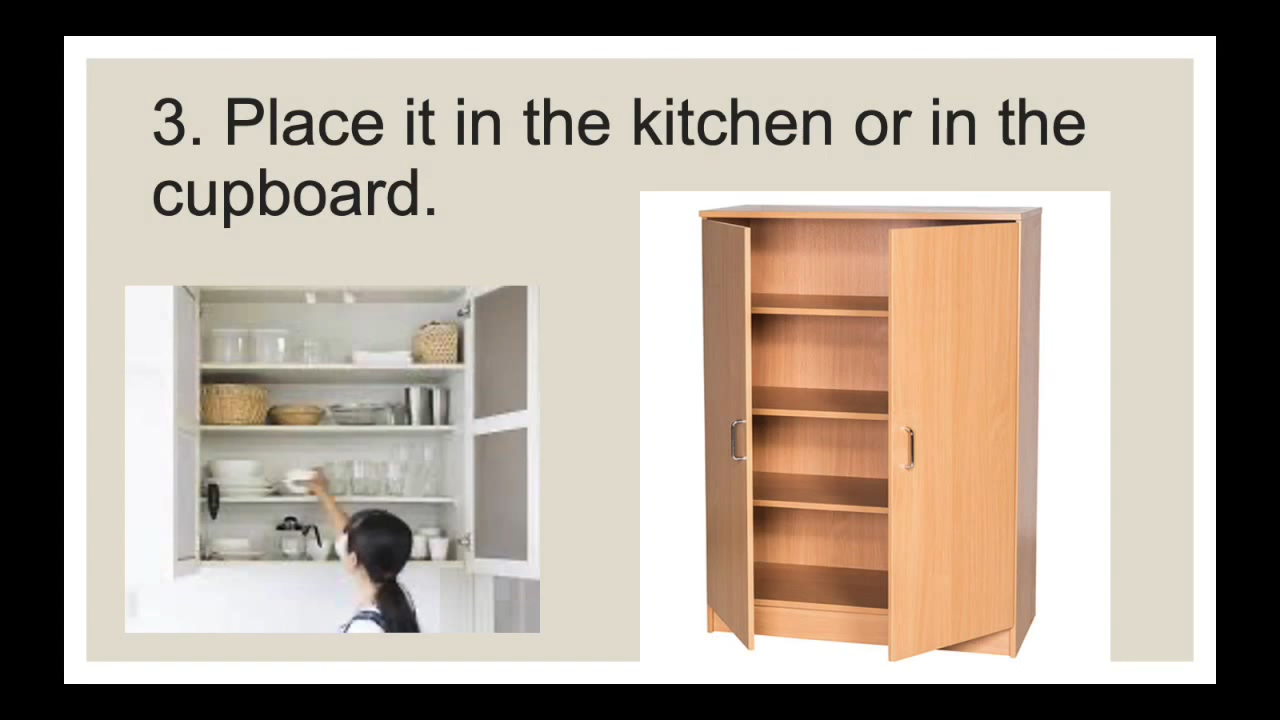 3. Place it in the kitchen or in the
cupboard.